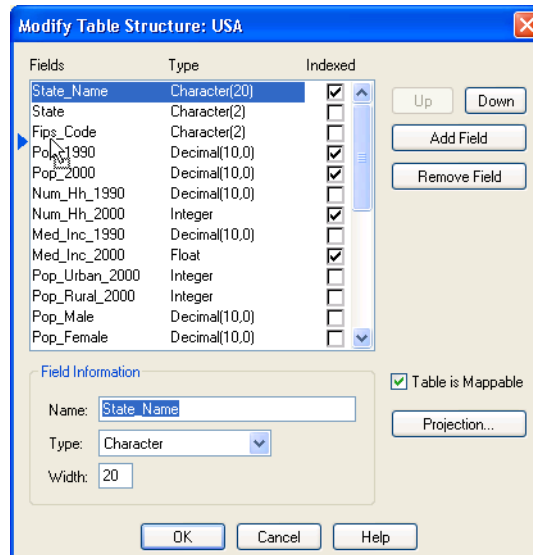 Modify Table Structure: USA
Fields Type Indexed
State_Name Character(20)
State Character(2)
Fips_Code Character(2)
Pop_1990 Decimal(10,0)
Pop_2000 Decimal(10,0)
Num_Hh_1990 Decimal(10,0)
Num_Hh_2000 Integer
Med_Inc_1990 Decimal(10,0)
Med_Inc_2000 Float
Pop_Urban_2000 Integer
Pop_Rural_2000 Integer
Pop_Male Decimal(10,0)
Pop_Female Decimal(10,0)
Up Down
Add Field
Remove Field
Field Information
Name: State_Name
Type: Character
Width: 20
Table is Mappable
Projection...
OK Cancel Help